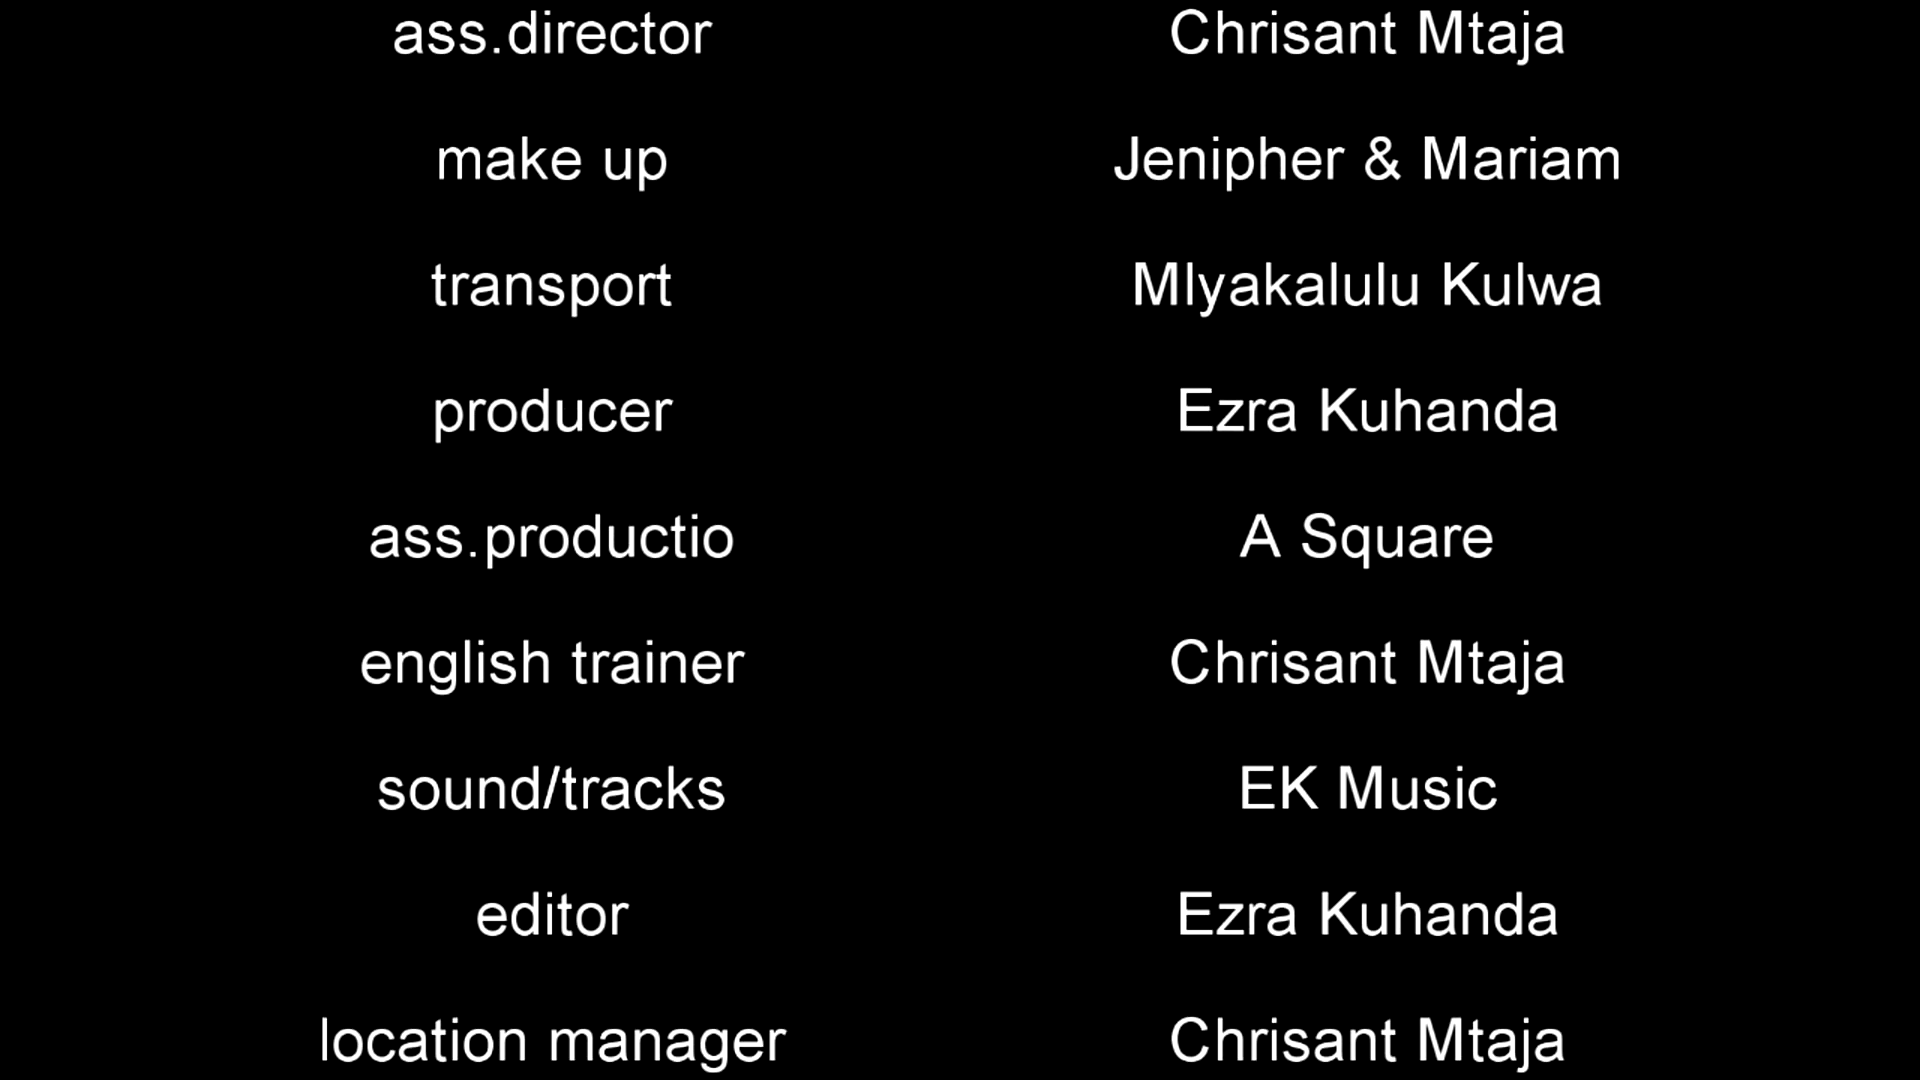 ass.director Chrisant Mtaja
make up Jenipher & Mariam
transport Mlyakalulu Kulwa
producer Ezra Kuhanda
ass.productio A Square
english trainer Chrisant Mtaja
sound/tracks EK Music
editor Ezra Kuhanda
location manager Chrisant Mtaja